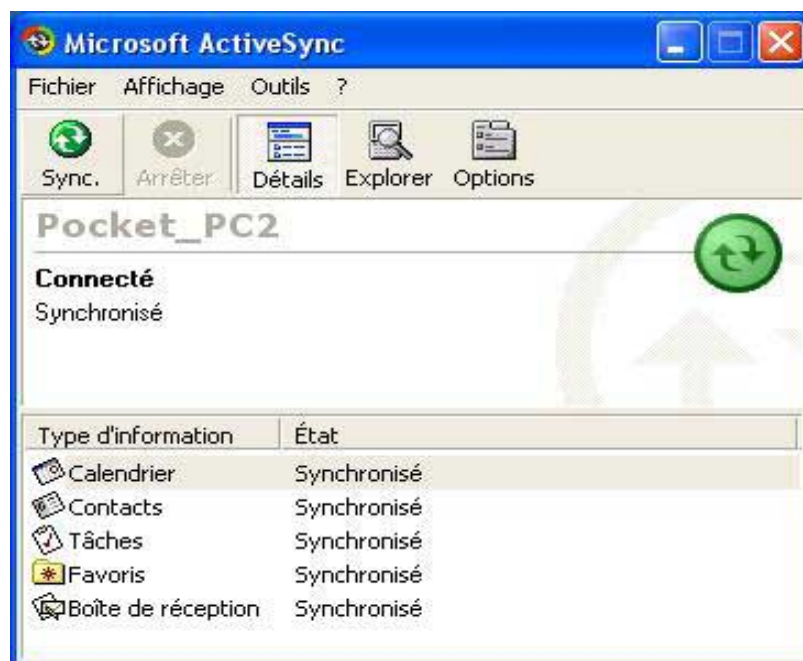 Microsoft ActiveSync
Fichier Affichage Outils ?
Sync. Arrêter Détails Explorer Options
Pocket_PC2
Connecté
Synchronisé
Type d'information État
Calendrier Synchronisé
Contacts Synchronisé
Tâches Synchronisé
Favoris Synchronisé
Boîte de réception Synchronisé